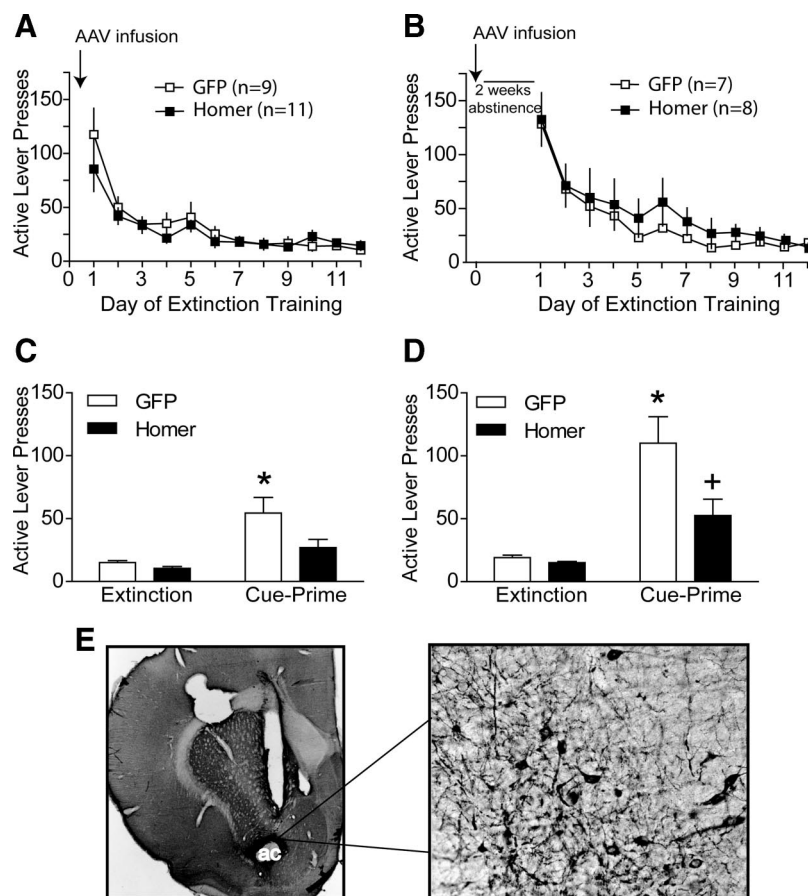 A
AAV infusion
Active Lever Presses
150
100
50
0
GFP (n=9)
Homer (n=11)
0 1 3 5 7 9 11
Day of Extinction Training
B
AAV infusion
2 weeks
abstinence
Active Lever Presses
150
100
50
0
GFP (n=7)
Homer (n=8)
0 1 3 5 7 9 11
Day of Extinction Training
C
Active Lever Presses
150
100
50
0
GFP
Homer
*
Extinction Cue-Prime
D
Active Lever Presses
150
100
50
0
GFP
Homer
*
+
Extinction Cue-Prime
E
ac